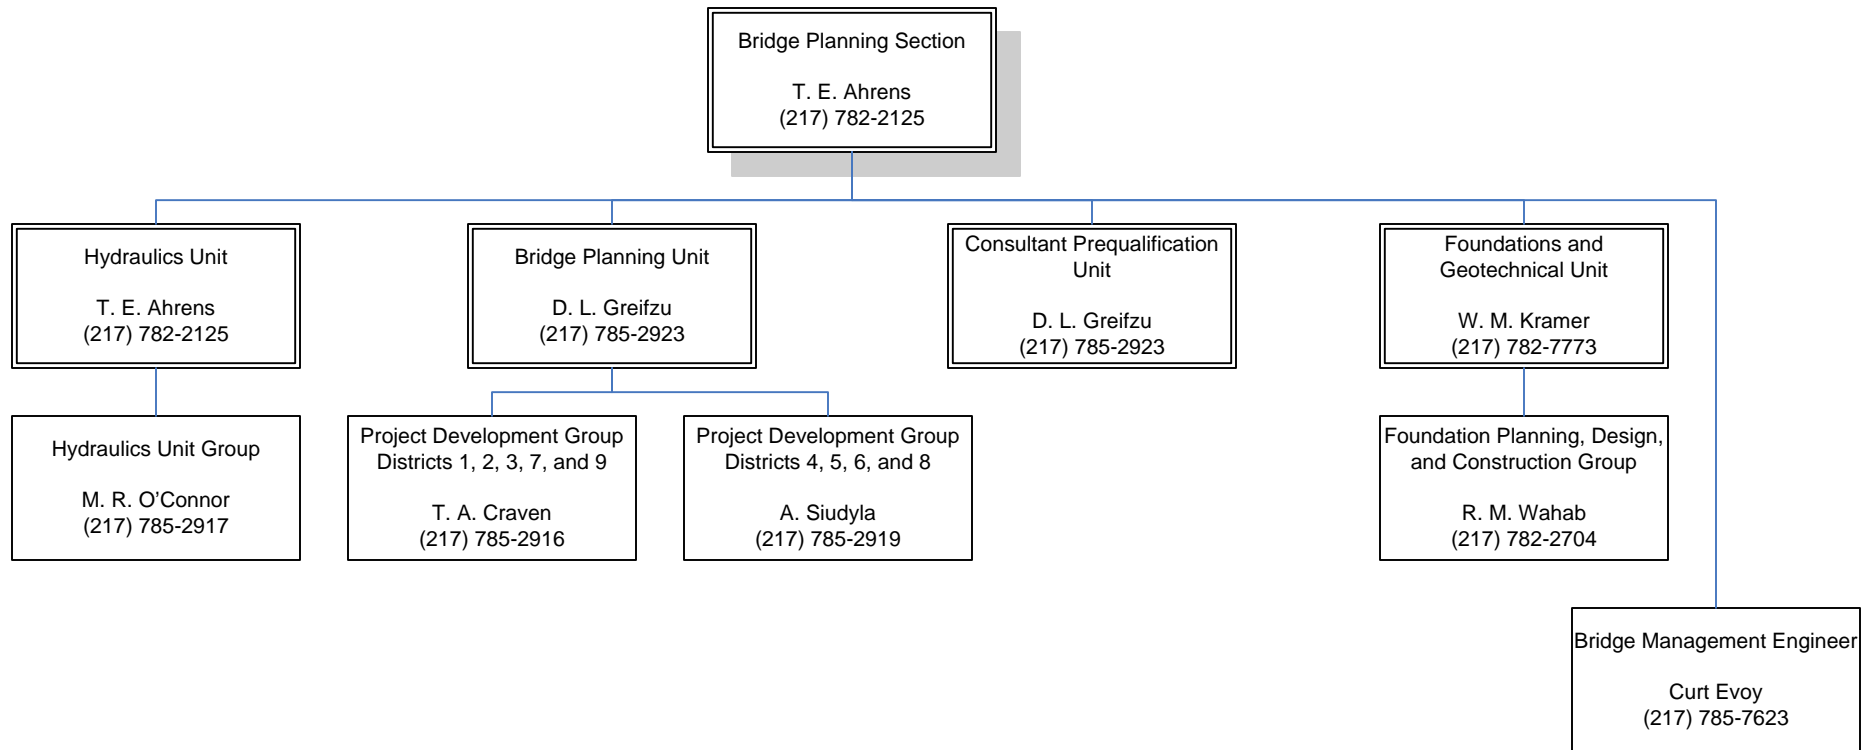 Bridge Planning Section
T. E. Ahrens
(217) 782-2125
Hydraulics Unit
T. E. Ahrens
(217) 782-2125
Bridge Planning Unit
D. L. Greifzu
(217) 785-2923
Consultant Prequalification
Unit
D. L. Greifzu
(217) 785-2923
Foundations and
Geotechnical Unit
W. M. Kramer
(217) 782-7773
Hydraulics Unit Group
M. R. O’Connor
(217) 785-2917
Project Development Group
Districts 1, 2, 3, 7, and 9
T. A. Craven
(217) 785-2916
Project Development Group
Districts 4, 5, 6, and 8
A. Siudyla
(217) 785-2919
Foundation Planning, Design,
and Construction Group
R. M. Wahab
(217) 782-2704
Bridge Management Engineer
Curt Evoy
(217) 785-7623